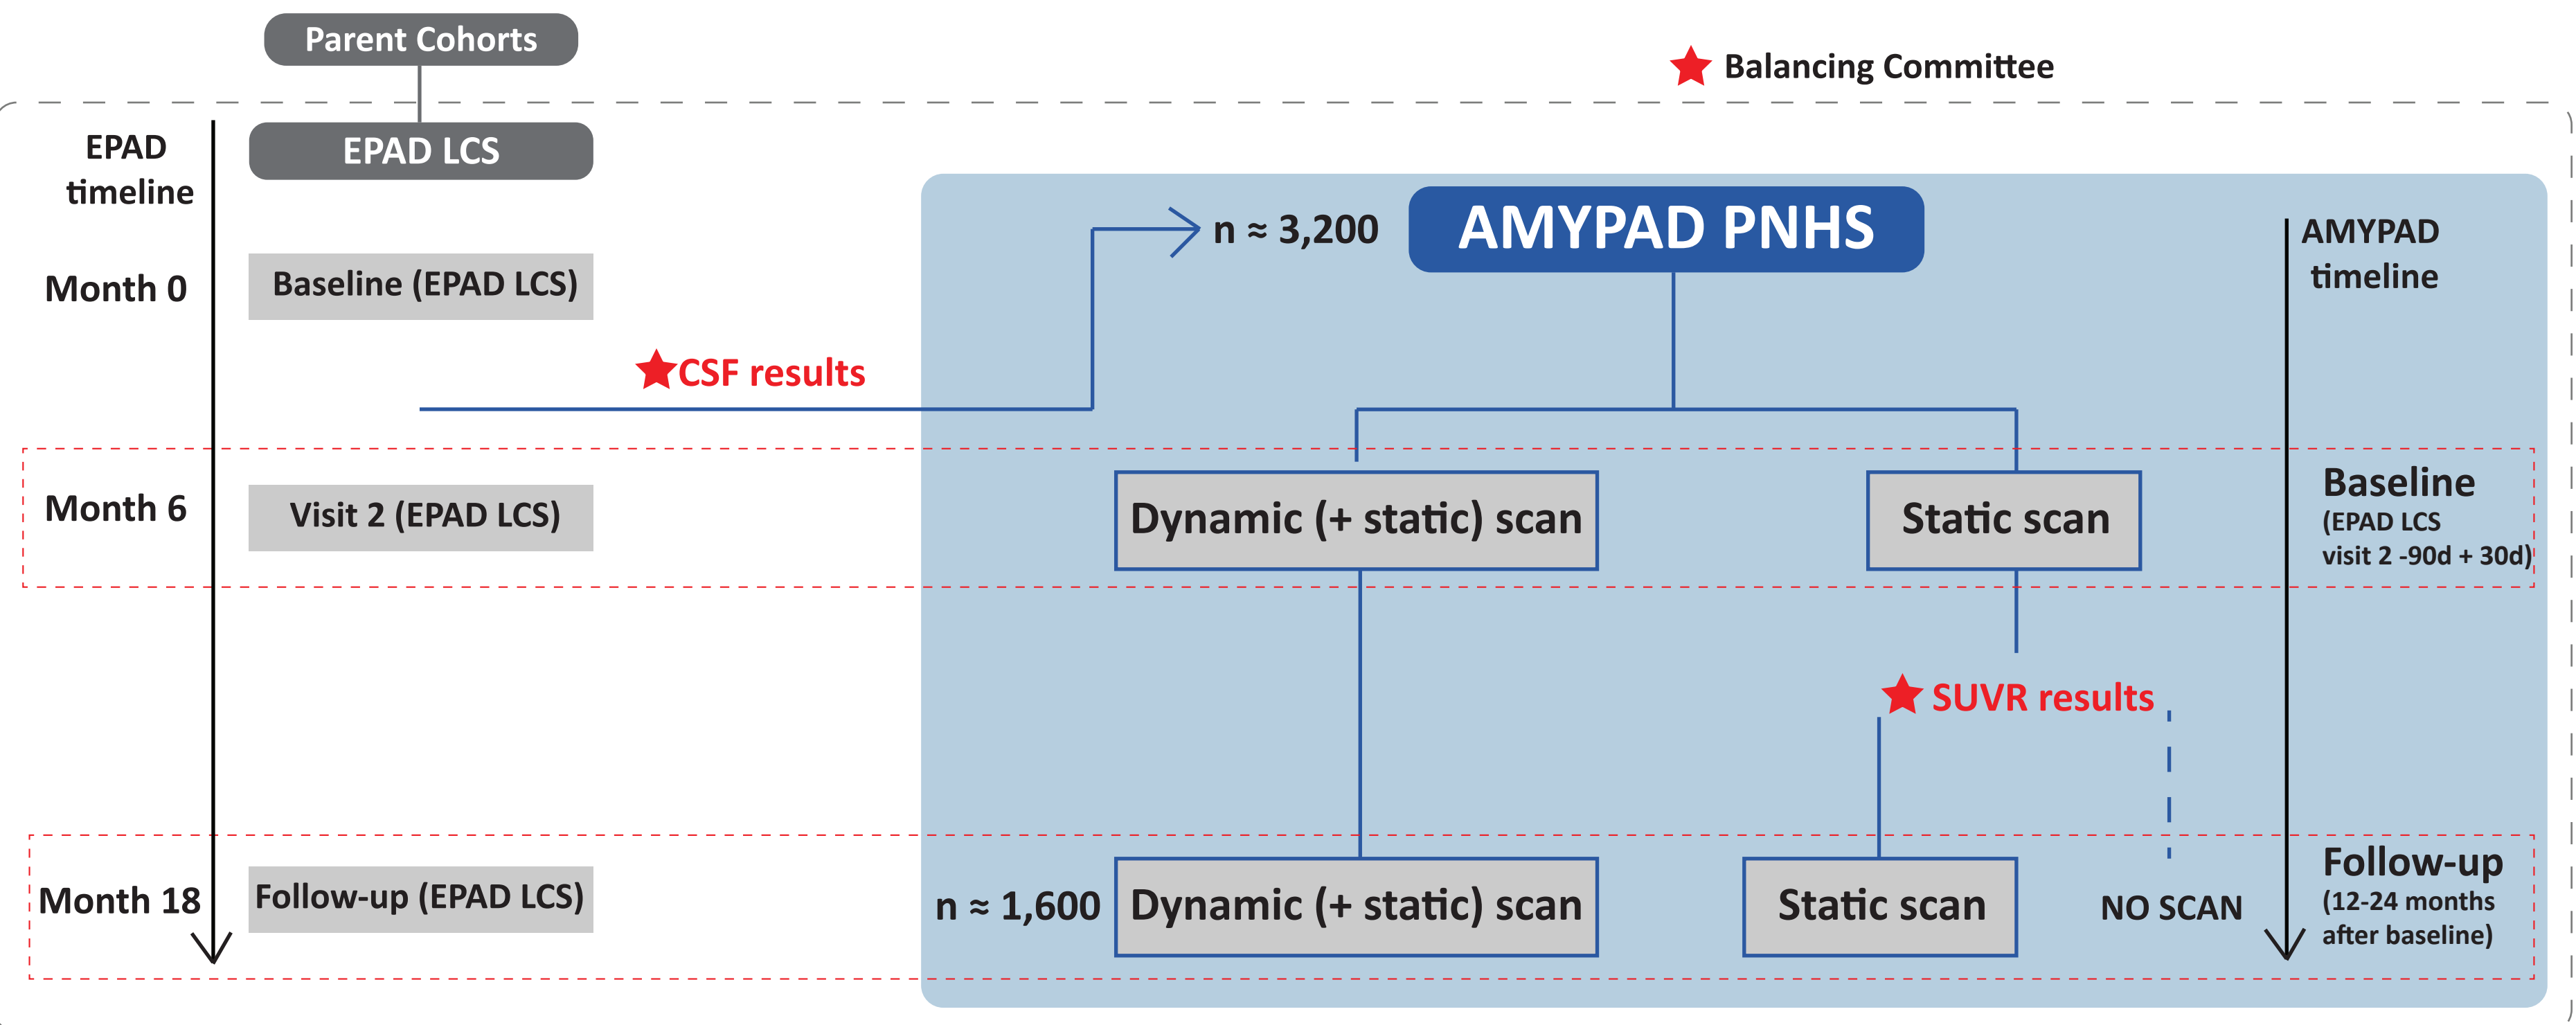 Parent Cohorts
Balancing Committee
EPAD
timeline
EPAD LCS
n ≈ 3,200
AMYPAD PNHS
AMYPAD
timeline
Month 0
Baseline (EPAD LCS)
CSF results
Month 6
Visit 2 (EPAD LCS)
Dynamic (+ static) scan
Static scan
Baseline
(EPAD LCS
visit 2 -90d + 30d)
SUVR results
Month 18
Follow-up (EPAD LCS)
n ≈ 1,600
Dynamic (+ static) scan
Static scan
NO SCAN
Follow-up
(12-24 months
after baseline)